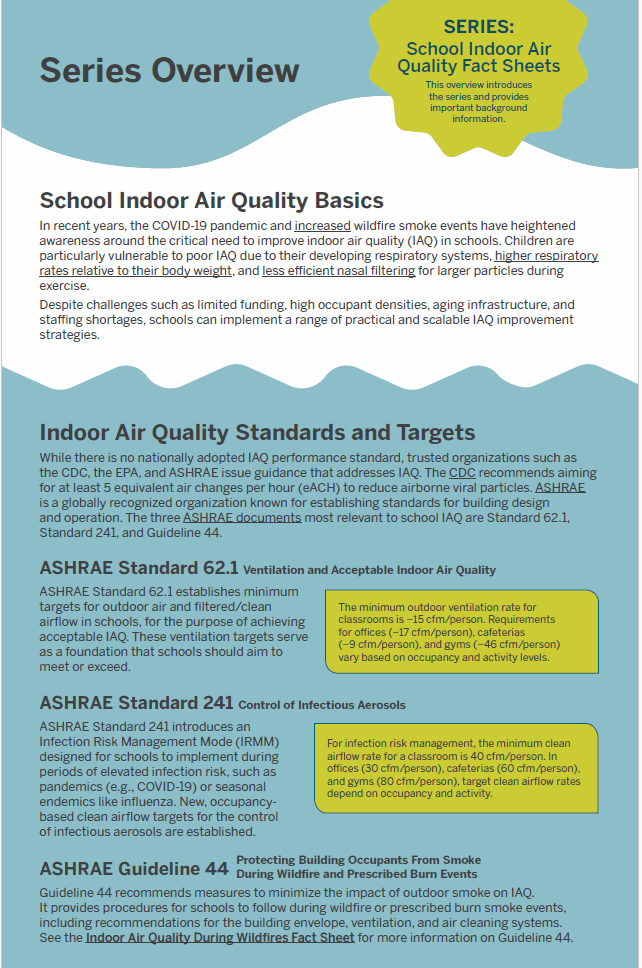 Series Overview
SERIES:
School Indoor Air
Quality Fact Sheets
This overview introduces
the series and provides
important background
information.
School Indoor Air Quality Basics
In recent years, the COVID-19 pandemic and increased wildfire smoke events have heightened
awareness around the critical need to improve indoor air quality (IAQ) in schools. Children are
particularly vulnerable to poor IAQ due to their developing respiratory systems, higher respiratory
rates relative to their body weight, and less efficient nasal filtering for larger particles during
exercise.
Despite challenges such as limited funding, high occupant densities, aging infrastructure, and
staffing shortages, schools can implement a range of practical and scalable IAQ improvement
strategies.
Indoor Air Quality Standards and Targets
While there is no nationally adopted IAQ performance standard, trusted organizations such as
the CDC, the EPA, and ASHRAE issue guidance that addresses IAQ. The CDC recommends aiming
for at least 5 equivalent air changes per hour (eACH) to reduce airborne viral particles. ASHRAE
is a globally recognized organization known for establishing standards for building design
and operation. The three ASHRAE documents most relevant to school IAQ are Standard 62.1,
Standard 241, and Guideline 44.
ASHRAE Standard 62.1 Ventilation and Acceptable Indoor Air Quality
ASHRAE Standard 62.1 establishes minimum
targets for outdoor air and filtered/clean
airflow in schools, for the purpose of achieving
acceptable IAQ. These ventilation targets serve
as a foundation that schools should aim to
meet or exceed.
The minimum outdoor ventilation rate for
classrooms is ~15 cfm/person. Requirements
for offices (~17 cfm/person), cafeterias
(~9 cfm/person), and gyms (~46 cfm/person)
vary based on occupancy and activity levels.
ASHRAE Standard 241 Control of Infectious Aerosols
ASHRAE Standard 241 introduces an
Infection Risk Management Mode (IRMM)
designed for schools to implement during
periods of elevated infection risk, such as
pandemics (e.g., COVID-19) or seasonal
endemics like influenza. New, occupancy-
based clean airflow targets for the control
of infectious aerosols are established.
For infection risk management, the minimum clean
airflow rate for a classroom is 40 cfm/person. In
offices (30 cfm/person), cafeterias (60 cfm/person),
and gyms (80 cfm/person), target clean airflow rates
depend on occupancy and activity.
ASHRAE Guideline 44 Protecting Building Occupants From Smoke
During Wildfire and Prescribed Burn Events
Guideline 44 recommends measures to minimize the impact of outdoor smoke on IAQ.
It provides procedures for schools to follow during wildfire or prescribed burn smoke events,
including recommendations for the building envelope, ventilation, and air cleaning systems.
See the Indoor Air Quality During Wildfires Fact Sheet for more information on Guideline 44.